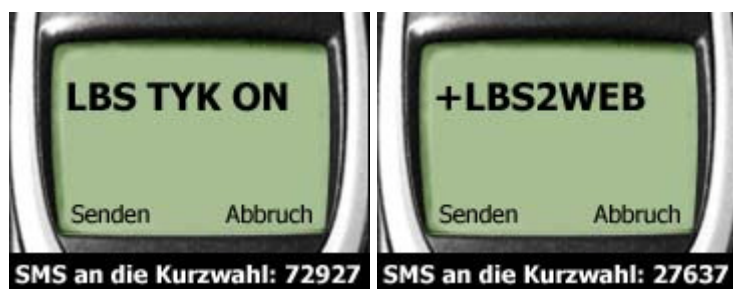 LBS TYK ON
Senden Abbruch
SMS an die Kurzwahl: 72927
+LBS2WEB
Senden Abbruch
SMS an die Kurzwahl: 27637